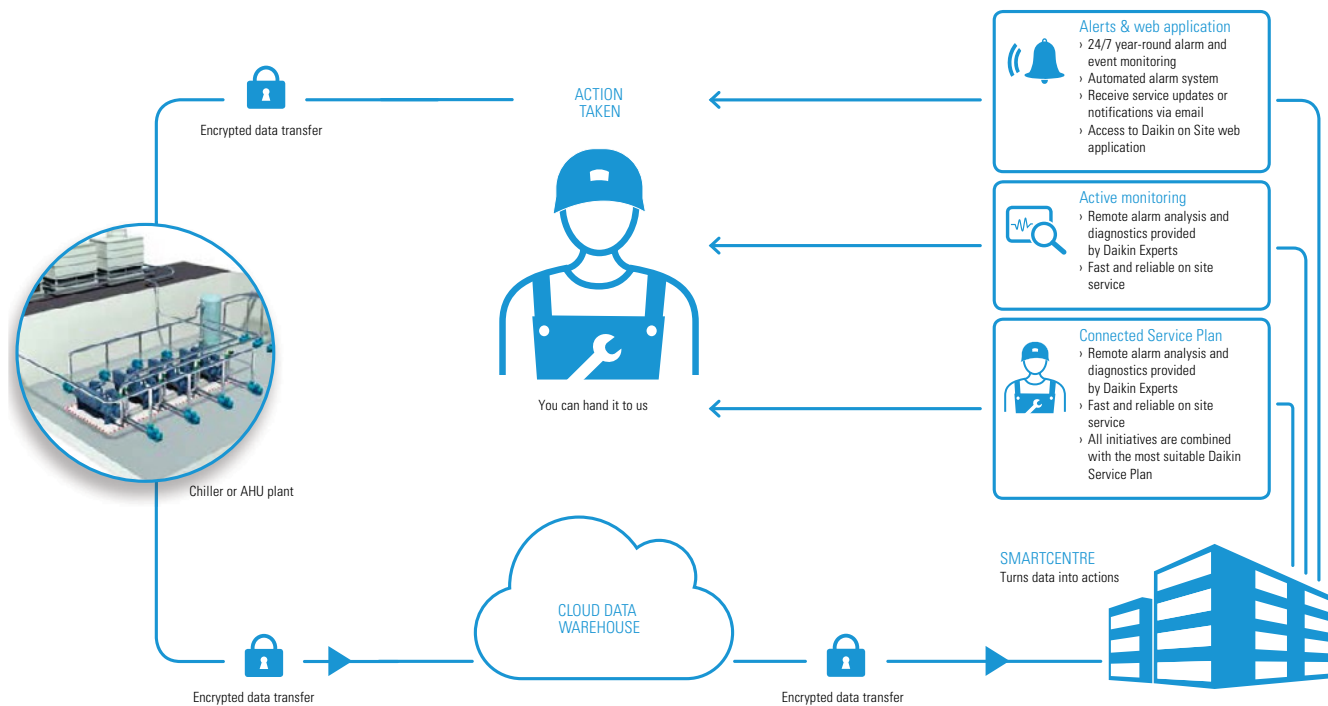 Alerts & web application
› 24/7 year-round alarm and
event monitoring
› Automated alarm system
› Receive service updates or
notifications via email
› Access to Daikin on Site web
application
ACTION
TAKEN
Encrypted data transfer
Active monitoring
› Remote alarm analysis and
diagnostics provided
by Daikin Experts
› Fast and reliable on site
service
Connected Service Plan
› Remote alarm analysis and
diagnostics provided
by Daikin Experts
› Fast and reliable on site
service
› All initiatives are combined
with the most suitable Daikin
Service Plan
You can hand it to us
Chiller or AHU plant
SMARTCENTRE
Turns data into actions
CLOUD DATA
WAREHOUSE
Encrypted data transfer
Encrypted data transfer